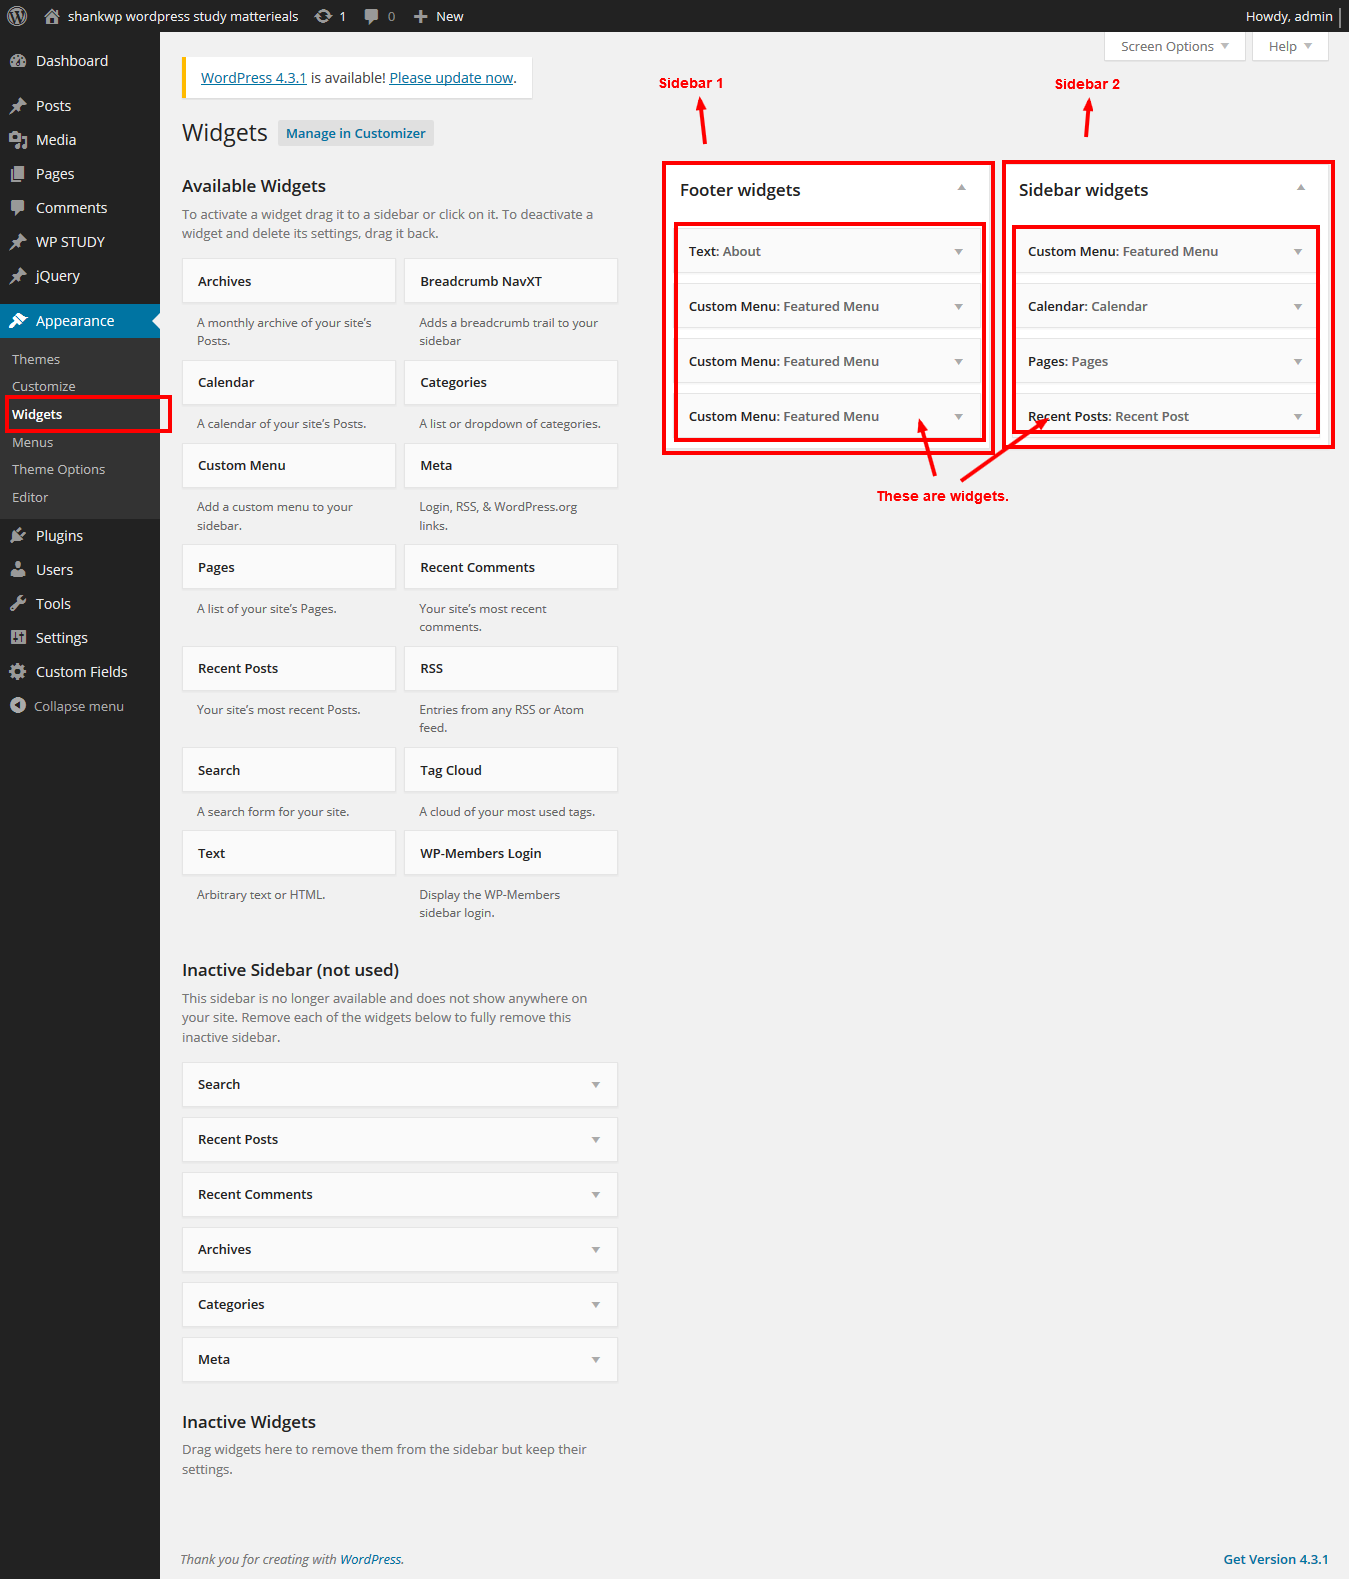 shankwp wordpress study matterieals 1 0 New Howdy, admin
Screen Options Help
Dashboard
Posts
Media
Pages
Comments
WP STUDY
jQuery
Appearance
Themes
Customize
Widgets
Menus
Theme Options
Editor
Plugins
Users
Tools
Settings
Custom Fields
Collapse menu
WordPress 4.3.1 is available! Please update now.
Widgets Manage in Customizer
Available Widgets
To activate a widget drag it to a sidebar or click on it. To deactivate a
widget and delete its settings, drag it back.
Archives
A monthly archive of your site's
Posts.
Breadcrumb NavXT
Adds a breadcrumb trail to your
sidebar
Calendar
A calendar of your site's Posts.
Categories
A list or dropdown of categories.
Custom Menu
Add a custom menu to your
sidebar.
Meta
Login, RSS, & WordPress.org
links.
Pages
A list of your site's Pages.
Recent Comments
Your site's most recent
comments.
Recent Posts
Your site's most recent Posts.
RSS
Entries from any RSS or Atom
feed.
Search
A search form for your site.
Tag Cloud
A cloud of your most used tags.
Text
Arbitrary text or HTML.
WP-Members Login
Display the WP-Members
sidebar login.
Inactive Sidebar (not used)
This sidebar is no longer available and does not show anywhere on
your site. Remove each of the widgets below to fully remove this
inactive sidebar.
Search
Recent Posts
Recent Comments
Archives
Categories
Meta
Inactive Widgets
Drag widgets here to remove them from the sidebar but keep their
settings.
Sidebar 1
Footer widgets
Text: About
Custom Menu: Featured Menu
Custom Menu: Featured Menu
Custom Menu: Featured Menu
Sidebar 2
Sidebar widgets
Custom Menu: Featured Menu
Calendar: Calendar
Pages: Pages
Recent Posts: Recent Post
These are widgets.
Thank you for creating with WordPress.
Get Version 4.3.1